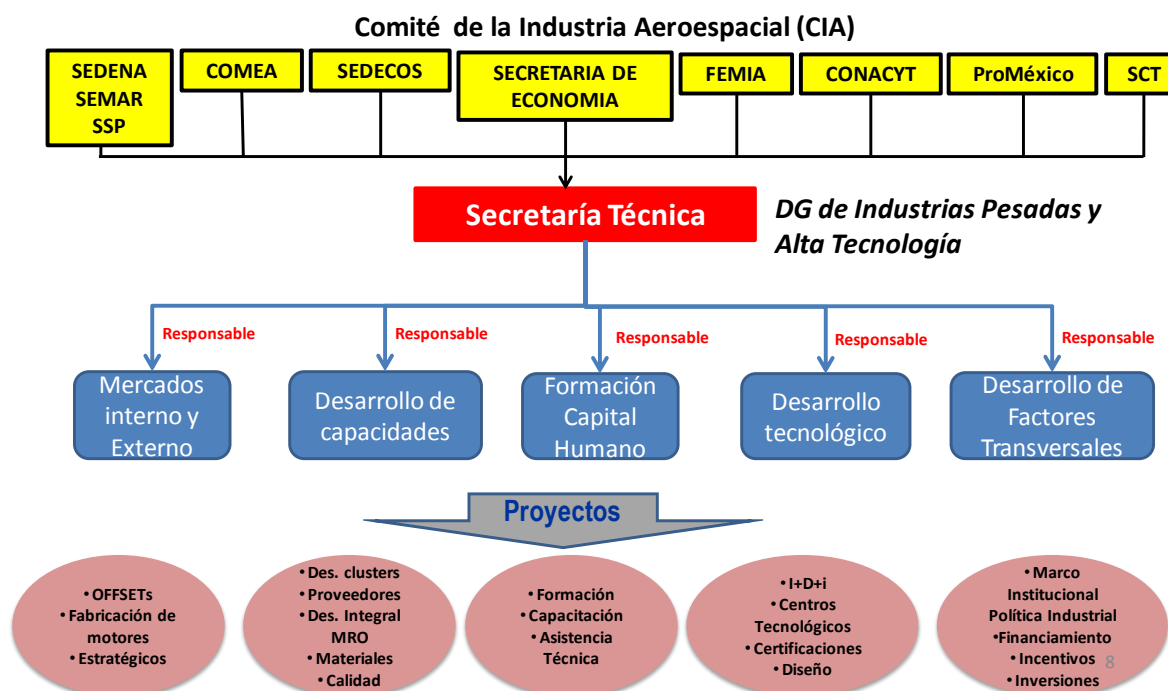 Comité de la Industria Aeroespacial (CIA)
SEDENA
SEMAR
SSP
COMEA
SEDECOS
SECRETARIA DE
ECONOMIA
FEMIA
CONACYT
ProMéxico
SCT
Secretaría Técnica
DG de Industrias Pesadas y
Alta Tecnología
Responsable
Responsable
Responsable
Responsable
Responsable
Mercados
interno y
Externo
Desarrollo de
capacidades
Formación
Capital
Humano
Desarrollo
tecnológico
Desarrollo de
Factores
Transversales
Proyectos
• OFFSETs
• Fabricación de
motores
• Estratégicos
• Des. clusters
• Proveedores
• Des. Integral
MRO
• Materiales
• Calidad
• Formación
• Capacitación
• Asistencia
Técnica
• I+D+i
• Centros
Tecnológicos
• Certificaciones
• Diseño
• Marco
Institucional
Política Industrial
•Financiamiento
• Incentivos
• Inversiones
8